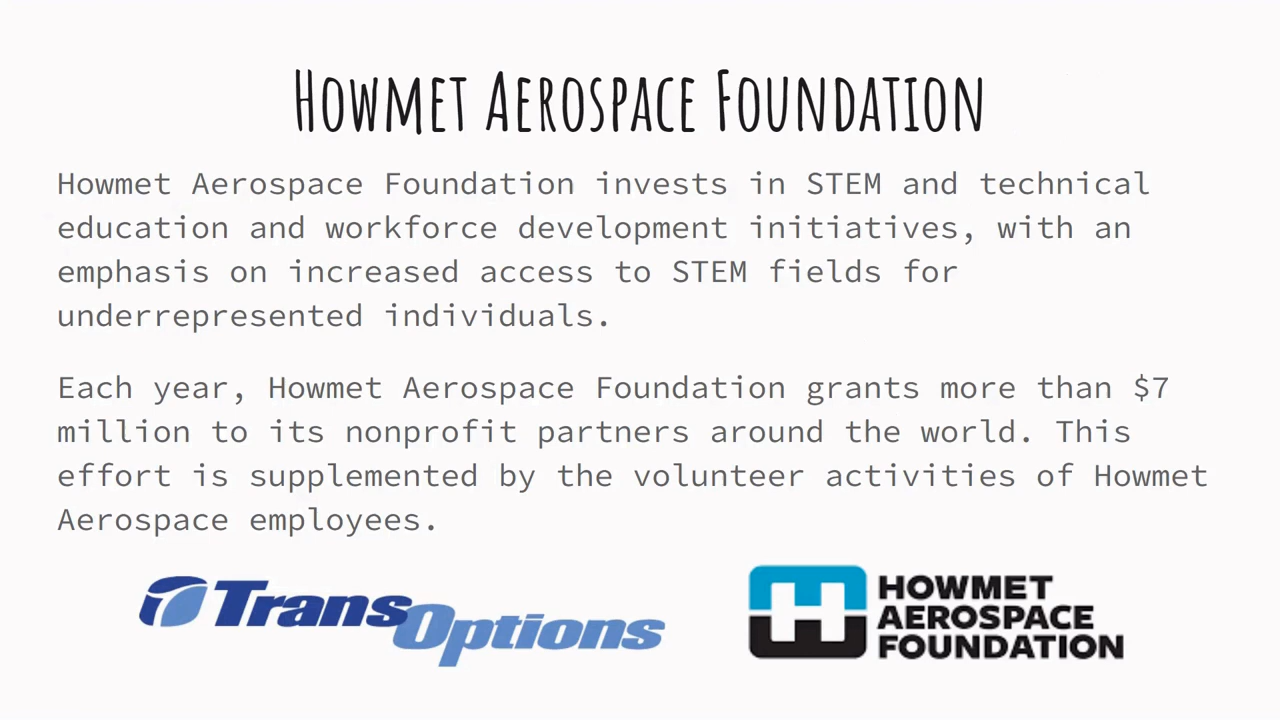 Howmet Aerospace Foundation
Howmet Aerospace Foundation invests in STEM and technical
education and workforce development initiatives, with an
emphasis on increased access to STEM fields for
underrepresented individuals.
Each year, Howmet Aerospace Foundation grants more than $7
million to its nonprofit partners around the world. This
effort is supplemented by the volunteer activities of Howmet
Aerospace employees.
TransOptions
HOWMET
AEROSPACE
FOUNDATION